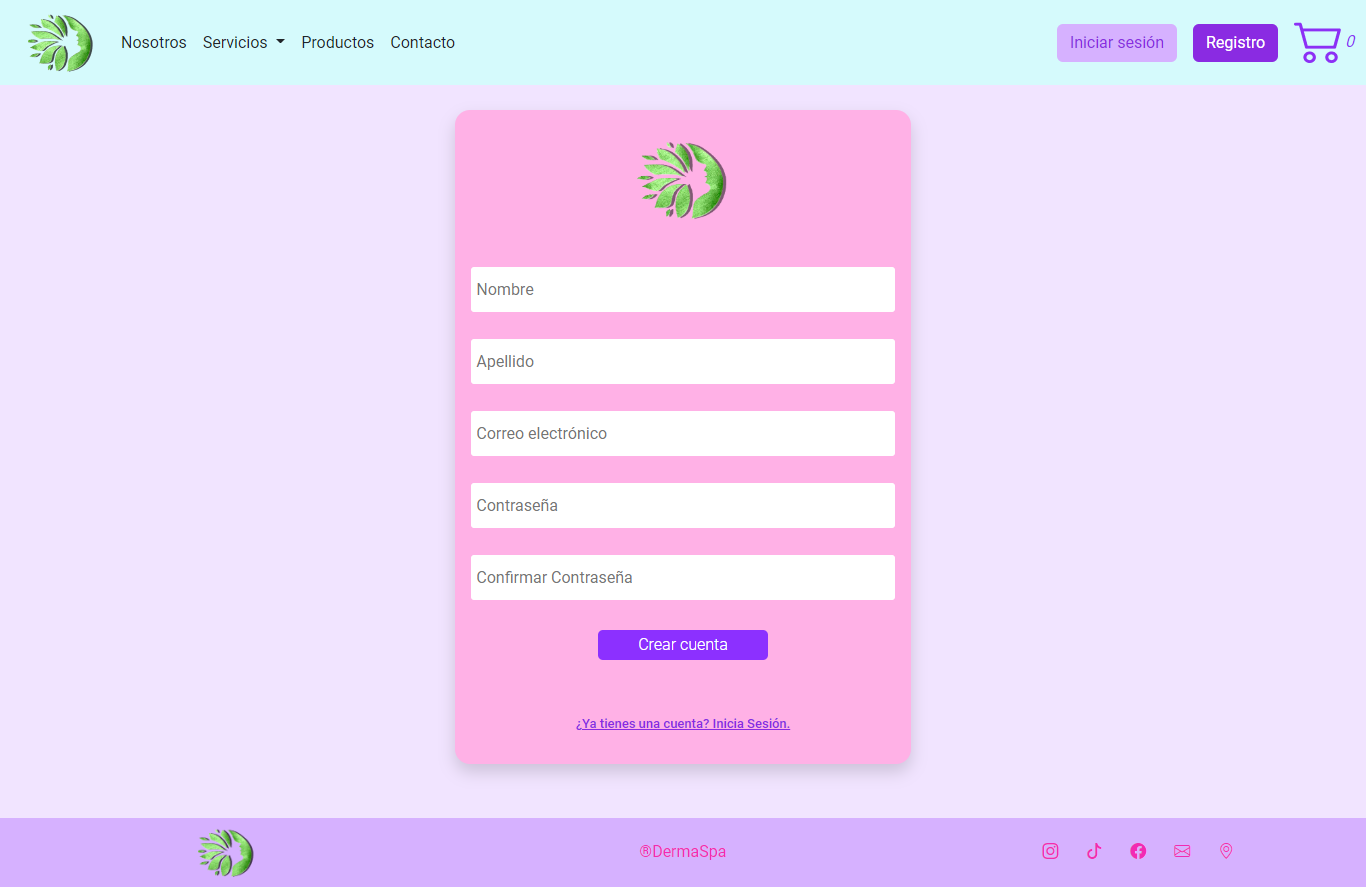 Nosotros Servicios Productos Contacto Iniciar sesión Registro 0
Nombre
Apellido
Correo electrónico
Contraseña
Confirmar Contraseña
Crear cuenta
¿Ya tienes una cuenta? Inicia Sesión.
®DermaSpa